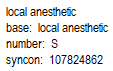 local anesthetic
base:  local anesthetic
number:  S
syncon:  107824862